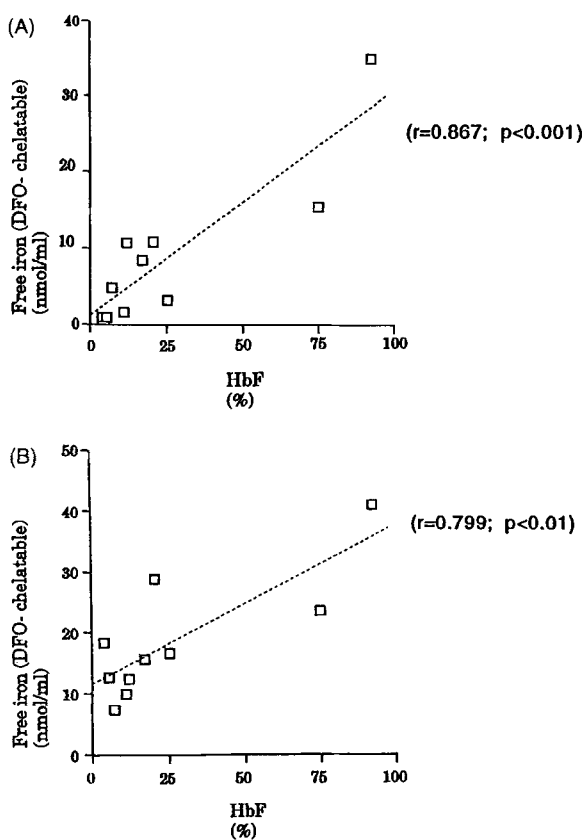 (A)
40
30
20
10
0
Free iron (DFO- chelatable)
(nmol/ml)
(r=0.867; p<0.001)
0 25 50 75 100
HbF
(%)
(B)
50
40
30
20
10
0
Free iron (DFO- chelatable)
(nmol/ml)
(r=0.799; p<0.01)
0 25 50 75 100
HbF
(%)